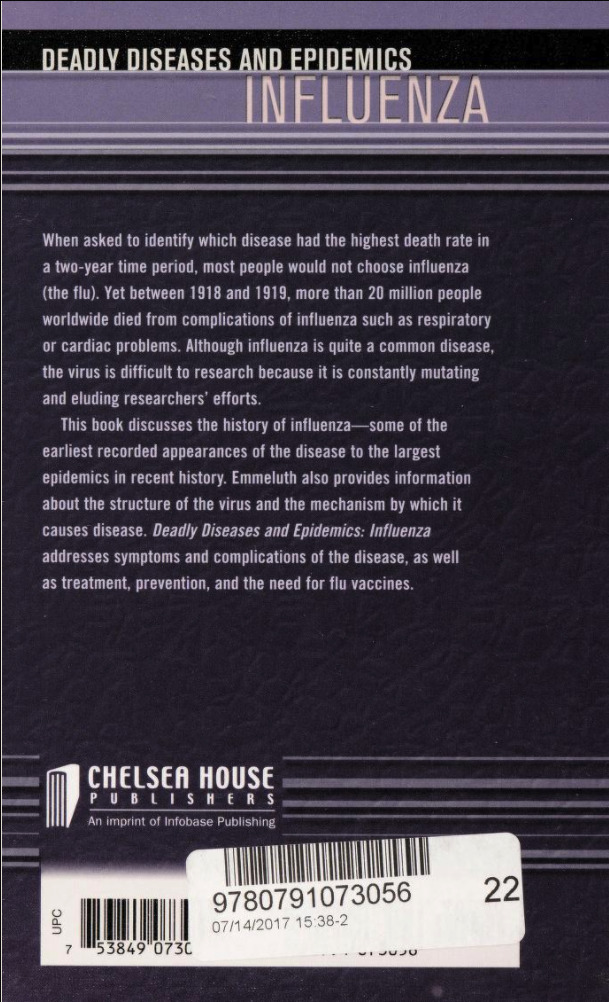 DEADLY DISEASES AND EPIDEMICS
INFLUENZA
When asked to identify which disease had the highest death rate in
a two-year time period, most people would not choose influenza
(the flu). Yet between 1918 and 1919, more than 20 million people
worldwide died from complications of influenza such as respiratory
or cardiac problems. Although influenza is quite a common disease,
the virus is difficult to research because it is constantly mutating
and eluding researchers' efforts.
This book discusses the history of influenza—some of the
earliest recorded appearances of the disease to the largest
epidemics in recent history. Emmeluth also provides information
about the structure of the virus and the mechanism by which it
causes disease. Deadly Diseases and Epidemics: Influenza
addresses symptoms and complications of the disease, as well
as treatment, prevention, and the need for flu vaccines.
CHELSEA HOUSE
PUBLISHERS
An imprint of Infobase Publishing
9780791073056 22
07/14/2017 15:38-2
UPC
7 53849 0730